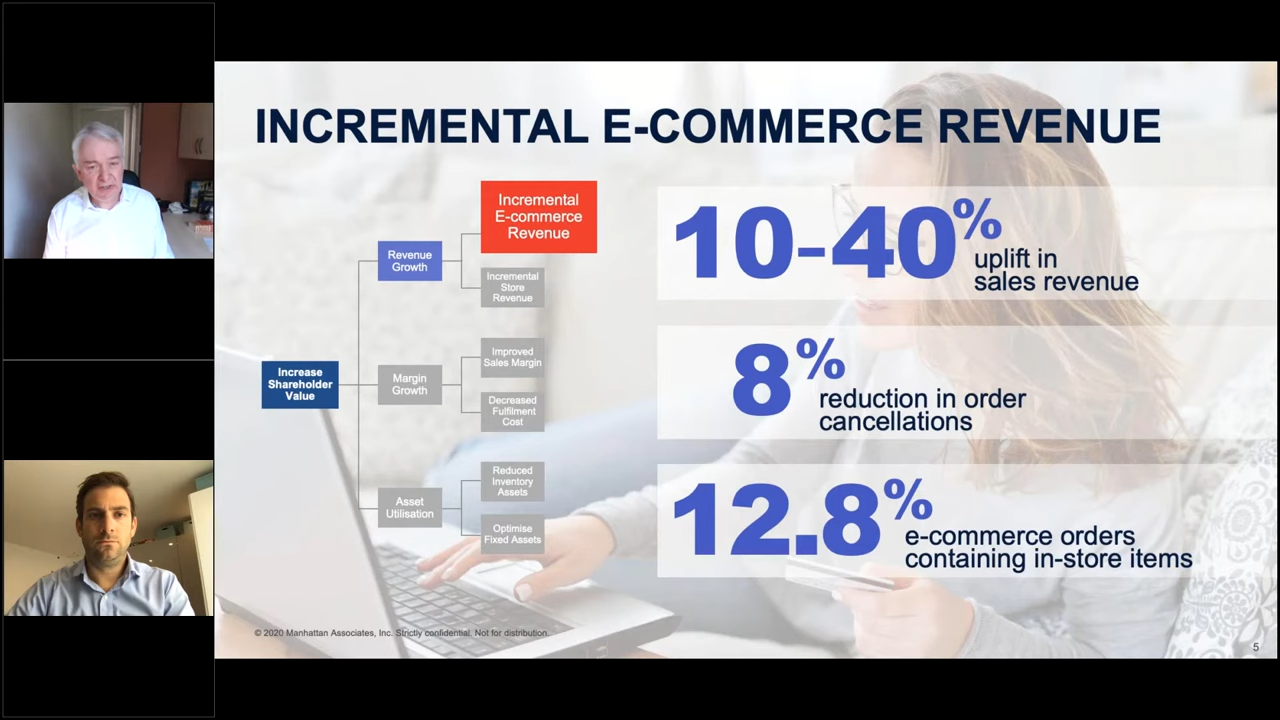 INCREMENTAL E-COMMERCE REVENUE
Increase
Shareholder
Value
Revenue
Growth
Incremental
E-commerce
Revenue
Incremental
Store
Revenue
Margin
Growth
Improved
Sales Margin
Decreased
Fulfilment
Cost
Asset
Utilisation
Reduced
Inventory
Assets
Optimise
Fixed Assets
10-40%
uplift in
sales revenue
8%
reduction in order
cancellations
12.8%
e-commerce orders
containing in-store items
© 2020 Manhattan Associates, Inc. Strictly confidential. Not for distribution.
5